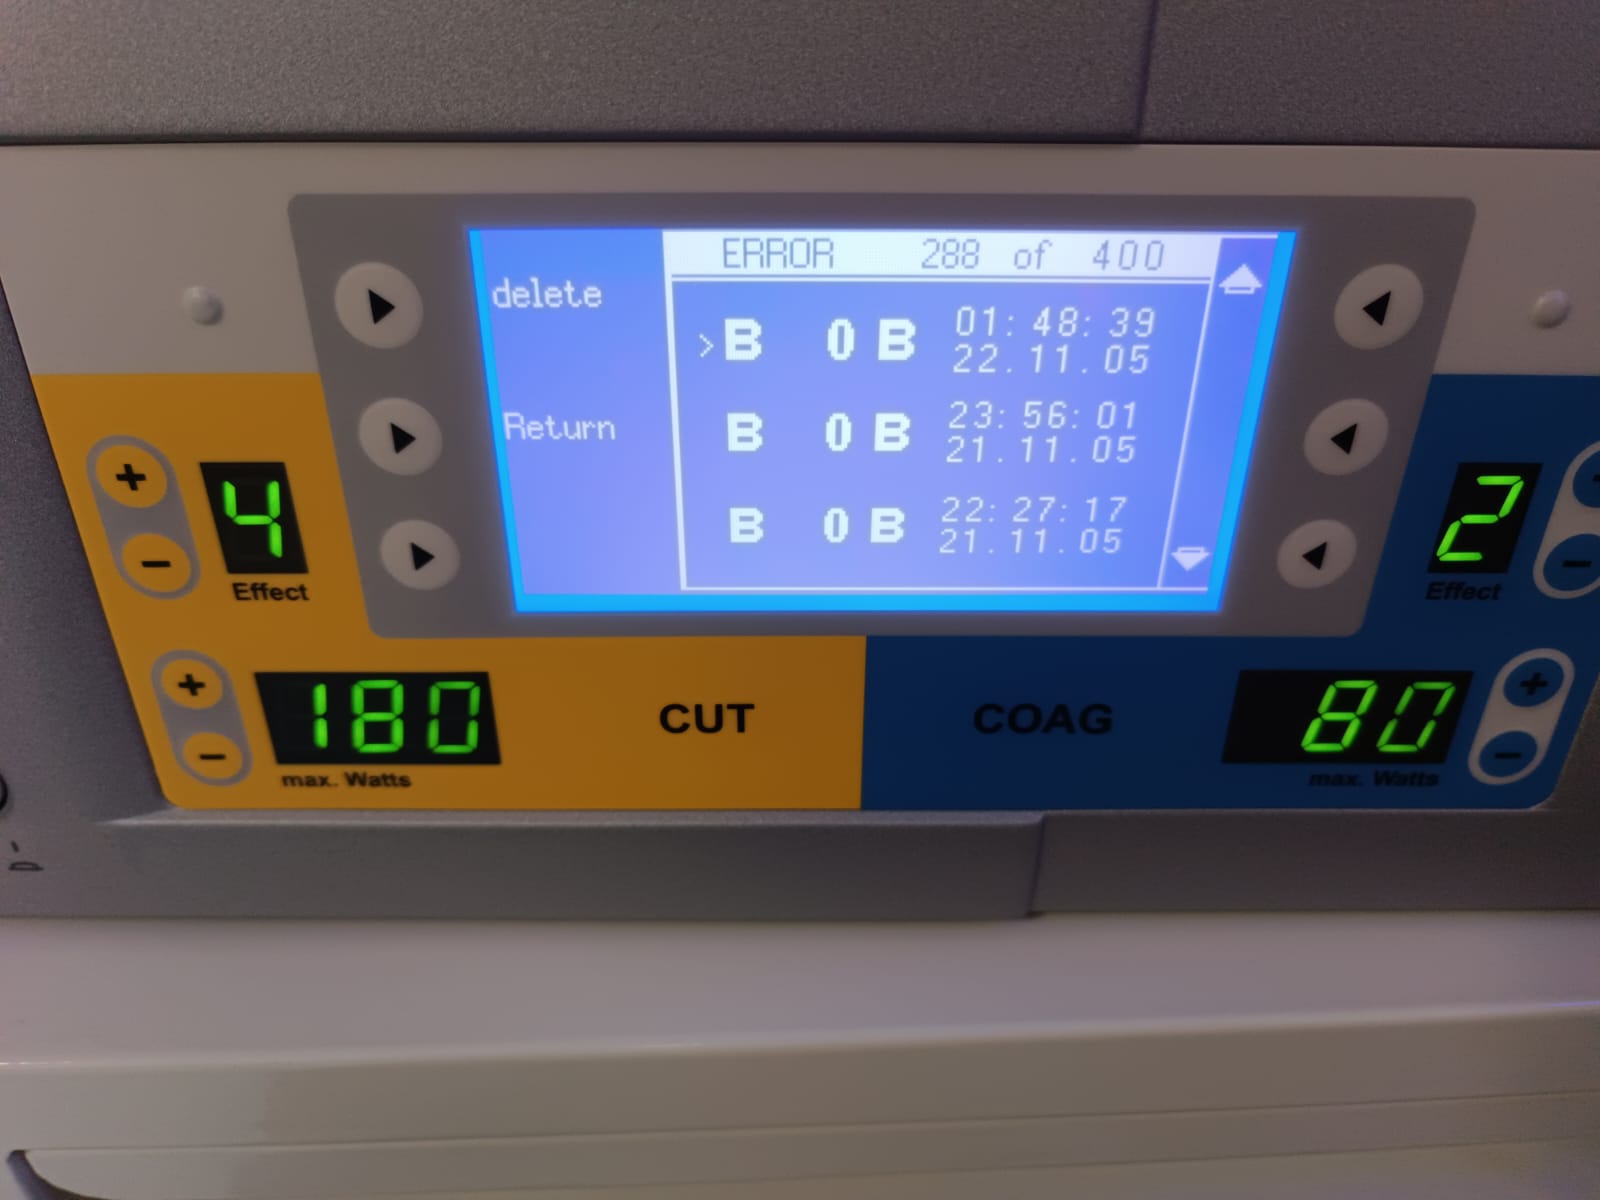 ERROR 288 of 400
delete
>B 0 B 01:48:39
22.11.05
Return
B 0 B 23:56:01
21.11.05
B 0 B 22:27:17
21.11.05
+
-
4
Effect
2
Effect
-
+
-
180
max. Watts
CUT
COAG
80
max. Watts
+
-